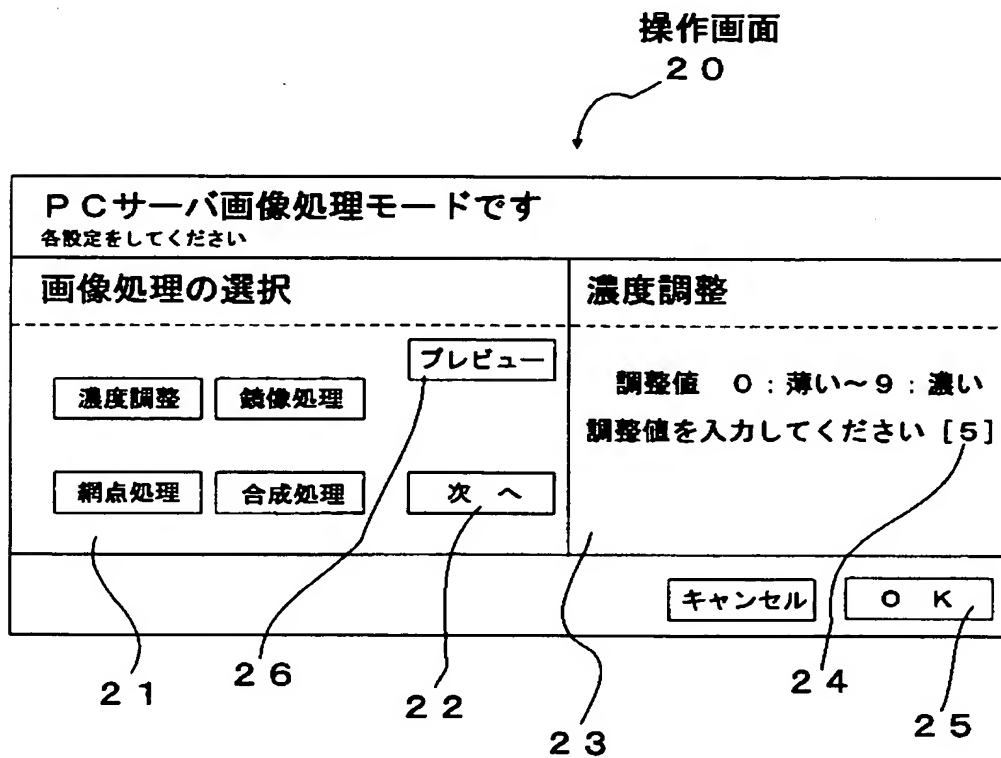 操作画面
２０
ＰＣサーバ画像処理モードです
各設定をしてください
画像処理の選択
濃度調整
プレビュー
濃度調整 鏡像処理
調整値 ０：薄い～９：濃い
調整値を入力してください［５］
網点処理 合成処理 次 へ
キャンセル Ｏ Ｋ
２１
２６
２２
２３
２４
２５